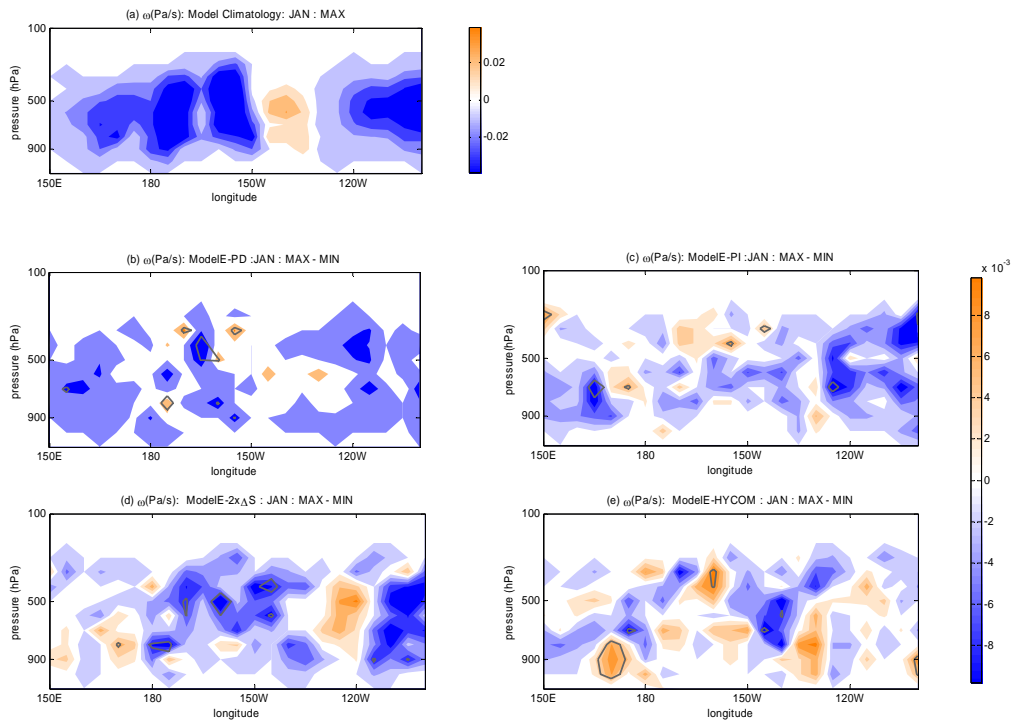 (a) ω(Pa/s): Model Climatology: JAN : MAX
100
500
900
pressure (hPa)
150E 180 150W 120W
longitude
0.02
0
-0.02
(b) ω(Pa/s): ModelE-PD :JAN : MAX - MIN
100
500
900
pressure (hPa)
150E 180 150W 120W
longitude
(c) ω(Pa/s): ModelE-PI :JAN : MAX - MIN
100
500
900
pressure(hPa)
150E 180 150W 120W
longitude
x 10⁻³
8
6
4
2
0
-2
-4
-6
-8
(d) ω(Pa/s): ModelE-2xΔS : JAN : MAX - MIN
100
500
900
pressure (hPa)
150E 180 150W 120W
longitude
(e) ω(Pa/s): ModelE-HYCOM : JAN : MAX - MIN
100
500
900
pressure (hPa)
150E 180 150W 120W
longitude